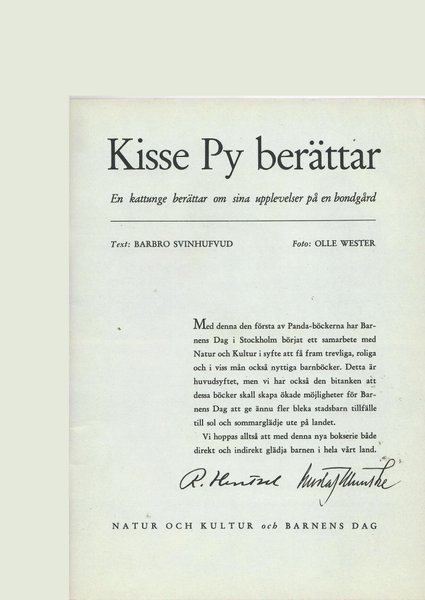 Kisse Py berättar
En kattunge berättar om sina upplevelser på en bondgård
Text: BARBRO SVINHUFVUD Foto: OLLE WESTER
Med denna den första av Panda-böckerna har Bar-
nens Dag i Stockholm börjat ett samarbete med
Natur och Kultur i syfte att få fram trevliga, roliga
och i viss mån också nyttiga barnböcker. Detta är
huvudsyftet, men vi har också den bitanken att
dessa böcker skall skapa ökade möjligheter för Bar-
nens Dag att ge ännu fler bleka stadsbarn tillfälle
till sol och sommarglädje ute på landet.
Vi hoppas alltså att med denna nya bokserie både
direkt och indirekt glädja barnen i hela vårt land.
NATUR OCH KULTUR och BARNENS DAG